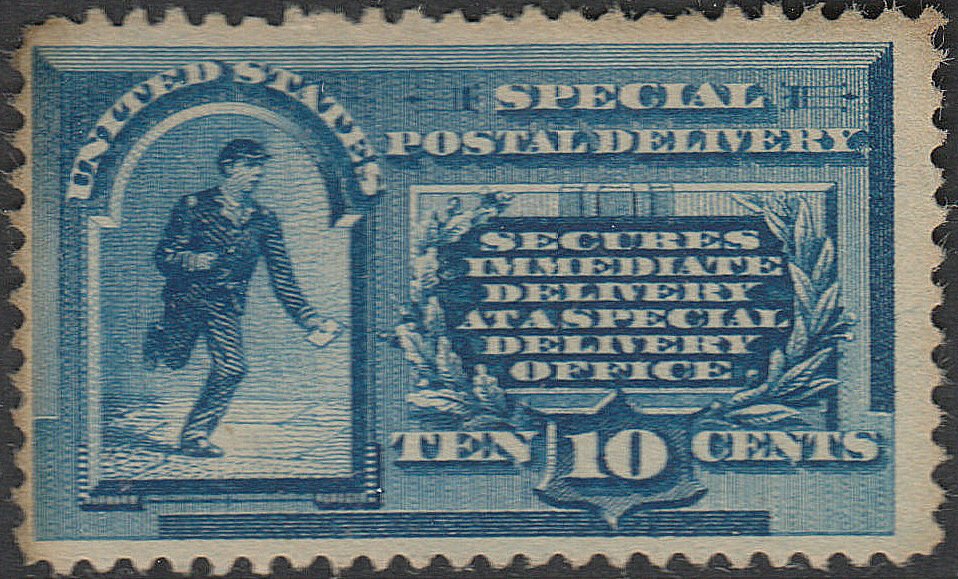 UNITED STATES
SPECIAL
POSTAL DELIVERY
SECURES
IMMEDIATE
DELIVERY
AT A SPECIAL
DELIVERY
OFFICE.
TEN 10 CENTS